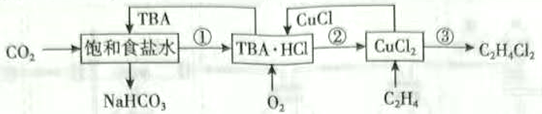 TBA
CuCl
CO₂
饱和食盐水
①
TBA·HCl
②
CuCl₂
③
C₂H₄Cl₂
NaHCO₃
O₂
C₂H₄